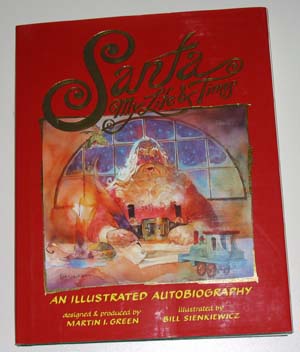 Santa
My Life & Times
AN ILLUSTRATED AUTOBIOGRAPHY
designed & produced by
MARTIN I. GREEN
illustrated by
BILL SIENKIEWICZ